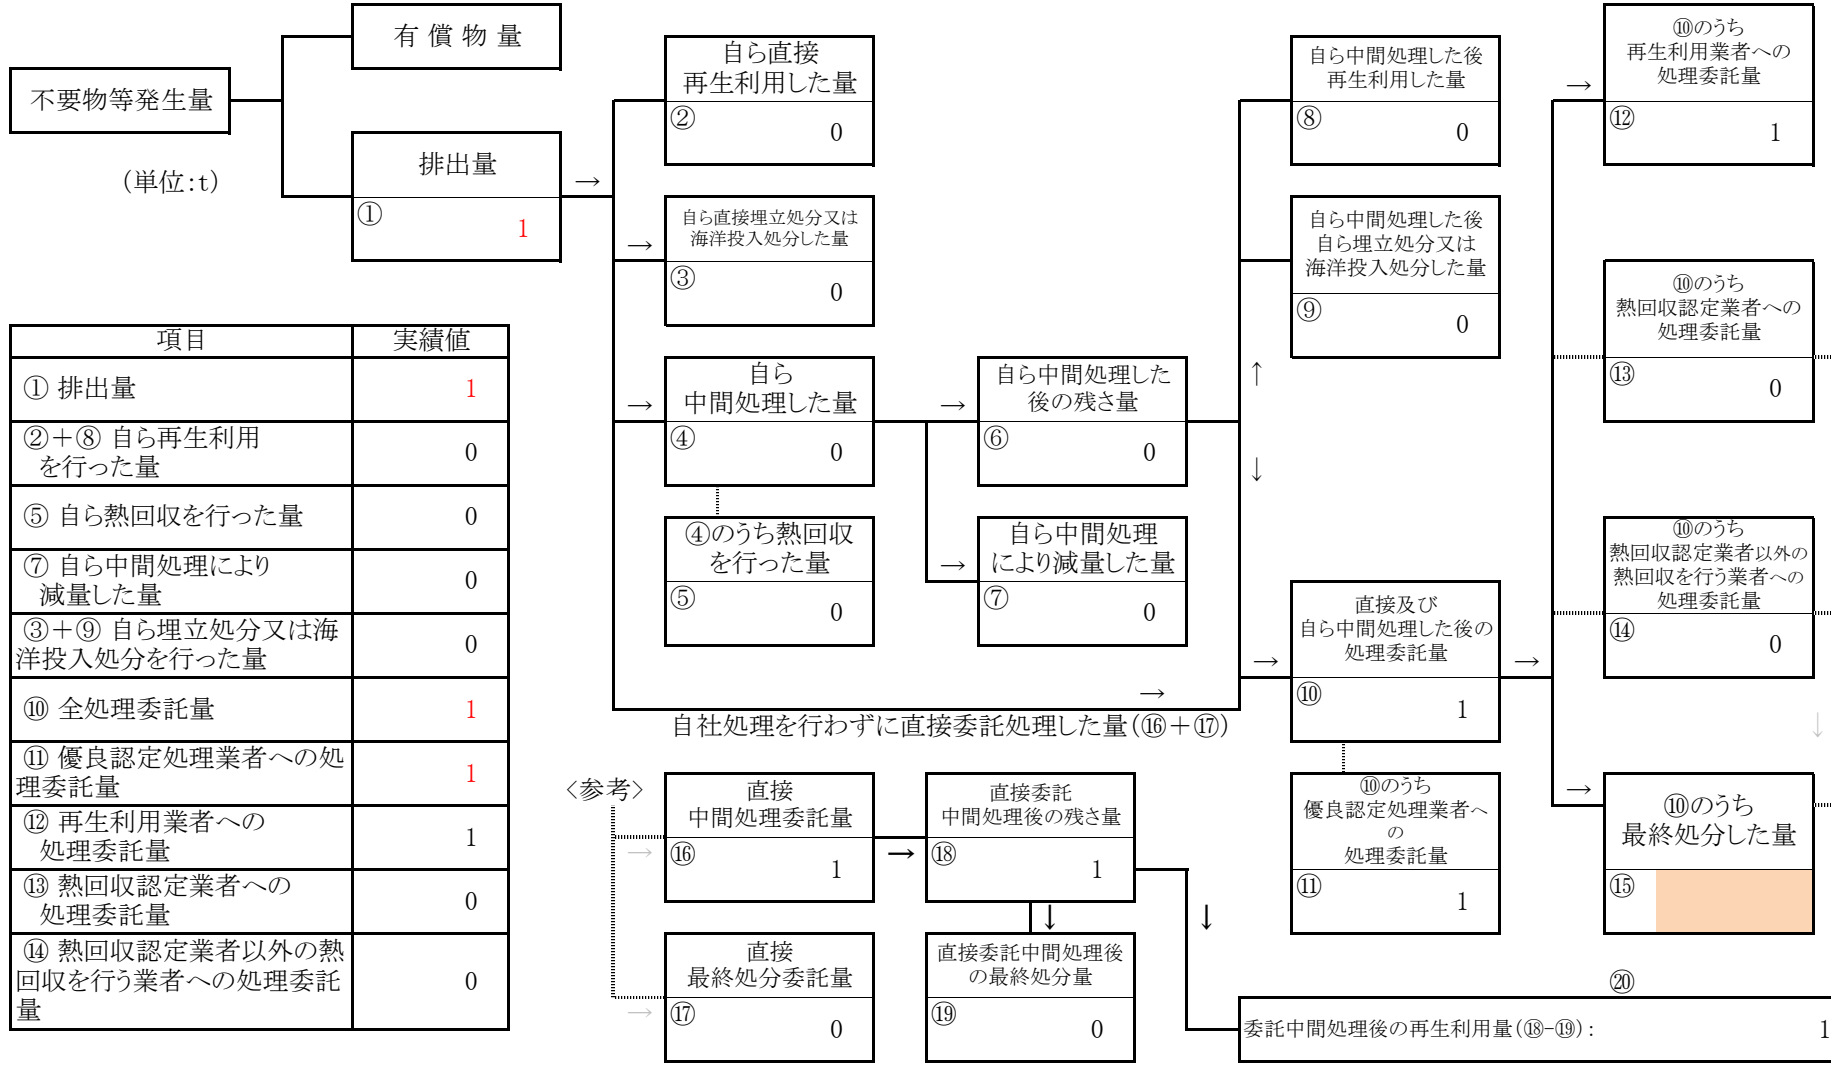 不要物等発生量
有 償 物 量
排出量
①
1
(単位:t)
→
自ら直接
再生利用した量
②
0
→
自ら直接埋立処分又は
海洋投入処分した量
③
0
→
自ら
中間処理した量
④
0
④のうち熱回収
を行った量
⑤
0
→
自ら中間処理した
後の残さ量
⑥
0
→
自ら中間処理
により減量した量
⑦
0
自ら中間処理した後
再生利用した量
⑧
0
自ら中間処理した後
自ら埋立処分又は
海洋投入処分した量
⑨
0
↑
↓
→
自社処理を行わずに直接委託処理した量(⑯+⑰)
→
直接及び
自ら中間処理した後の
処理委託量
⑩
1
⑩のうち
優良認定処理業者へ
の
処理委託量
⑪
1
→
→
⑩のうち
再生利用業者への
処理委託量
⑫
1
⑩のうち
熱回収認定業者への
処理委託量
⑬
0
⑩のうち
熱回収認定業者以外の
熱回収を行う業者への
処理委託量
⑭
0
↓
→
⑩のうち
最終処分した量
⑮
項目 実績値
① 排出量 1
②+⑧ 自ら再生利用
を行った量 0
⑤ 自ら熱回収を行った量 0
⑦ 自ら中間処理により
減量した量 0
③+⑨ 自ら埋立処分又は海
洋投入処分を行った量 0
⑩ 全処理委託量 1
⑪ 優良認定処理業者への処
理委託量 1
⑫ 再生利用業者への
処理委託量 1
⑬ 熱回収認定業者への
処理委託量 0
⑭ 熱回収認定業者以外の熱
回収を行う業者への処理委託
量 0
<参考>
→
直接
中間処理委託量
⑯
1
→
直接委託
中間処理後の残さ量
⑱
1
↓
↓
→
直接
最終処分委託量
⑰
0
直接委託中間処理後
の最終処分量
⑲
0
⑳
委託中間処理後の再生利用量(⑱-⑲): 1